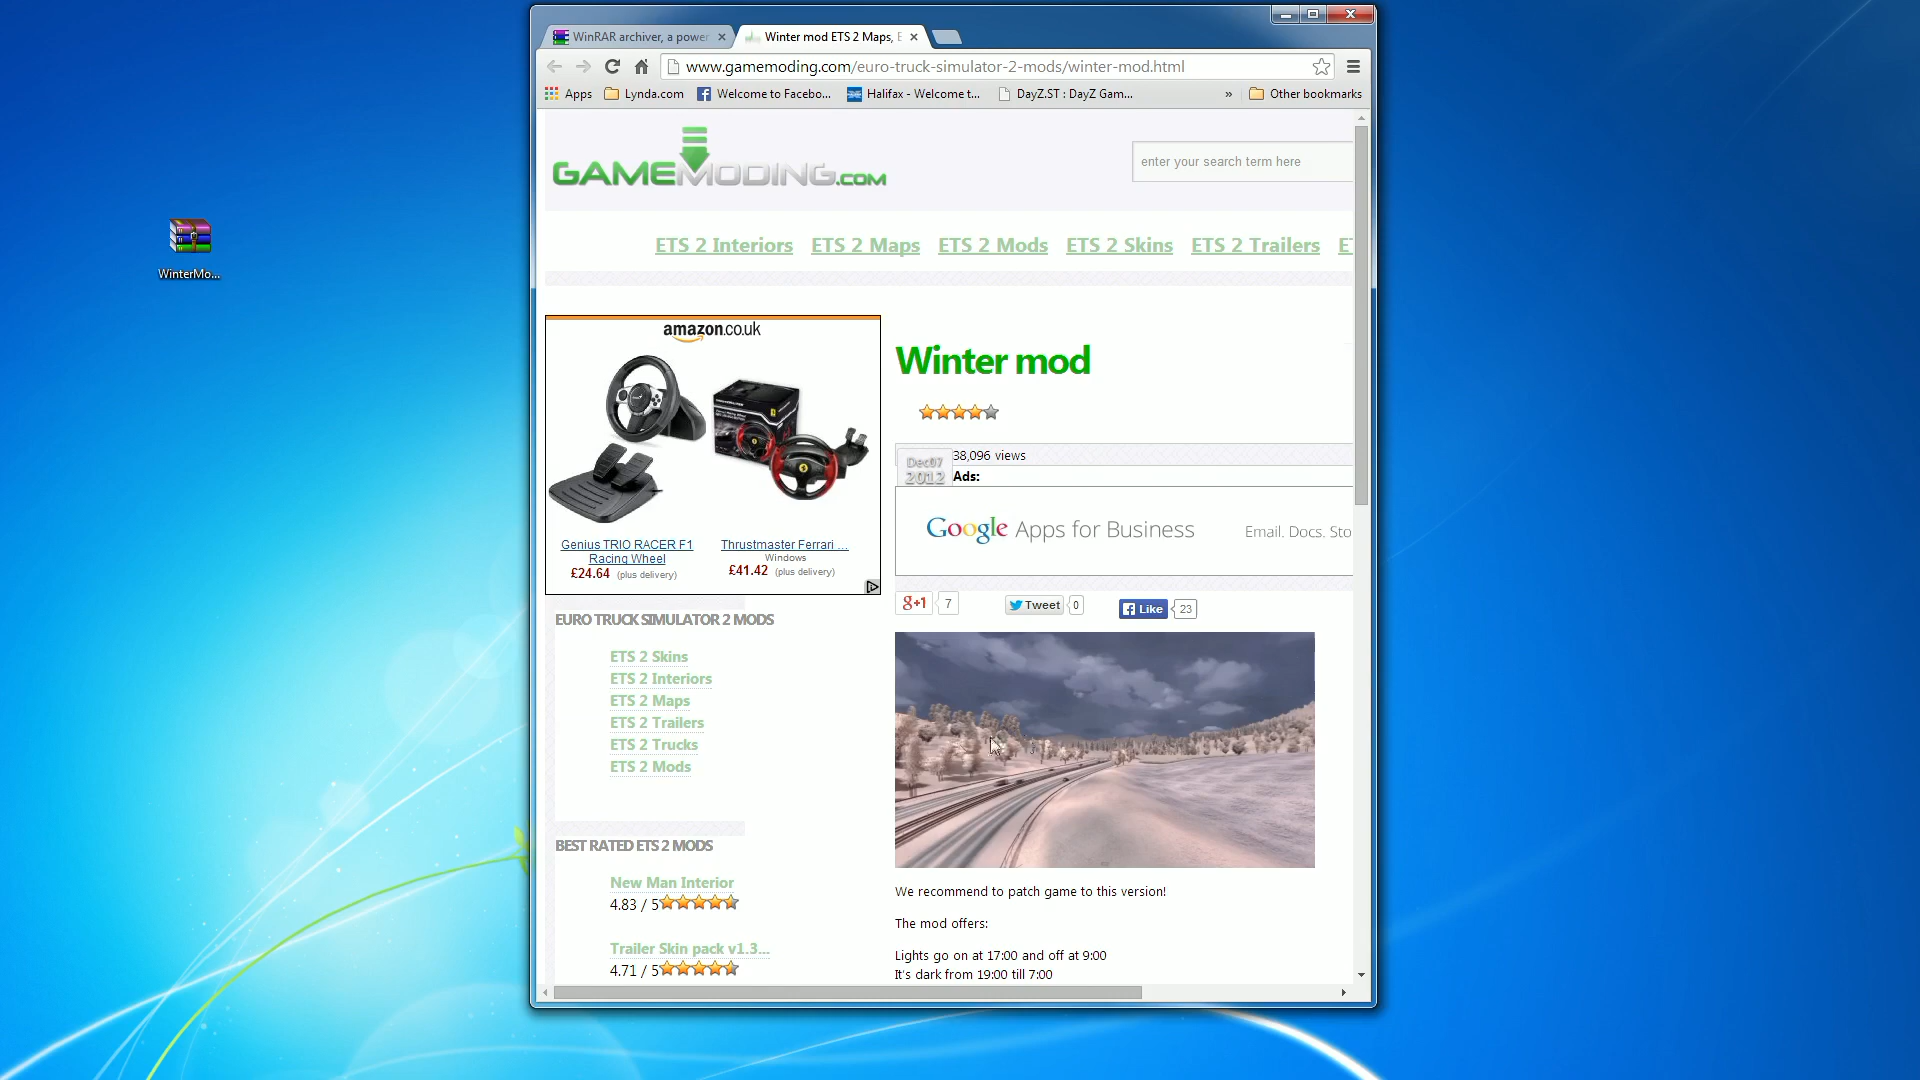 WinRAR archiver, a power
Winter mod ETS 2 Maps, E
www.gamemoding.com/euro-truck-simulator-2-mods/winter-mod.html
Apps
Lynda.com
Welcome to Facebo...
Halifax - Welcome t...
DayZ.ST : DayZ Gam...
»
Other bookmarks
GAMEMODING.COM
enter your search term here
WinterMo...
ETS 2 Interiors ETS 2 Maps ETS 2 Mods ETS 2 Skins ETS 2 Trailers
amazon.co.uk
Genius TRIO RACER F1
Racing Wheel
£24.64 (plus delivery)
Thrustmaster Ferrari ...
Windows
£41.42 (plus delivery)
EURO TRUCK SIMULATOR 2 MODS
ETS 2 Skins
ETS 2 Interiors
ETS 2 Maps
ETS 2 Trailers
ETS 2 Trucks
ETS 2 Mods
BEST RATED ETS 2 MODS
New Man Interior
4.83 / 5
Trailer Skin pack v1.3...
4.71 / 5
Winter mod
Dec07
2012
38,096 views
Ads:
Google Apps for Business
Email. Docs. Sto
g+1 7
Tweet 0
Like 23
We recommend to patch game to this version!
The mod offers:
Lights go on at 17:00 and off at 9:00
It's dark from 19:00 till 7:00